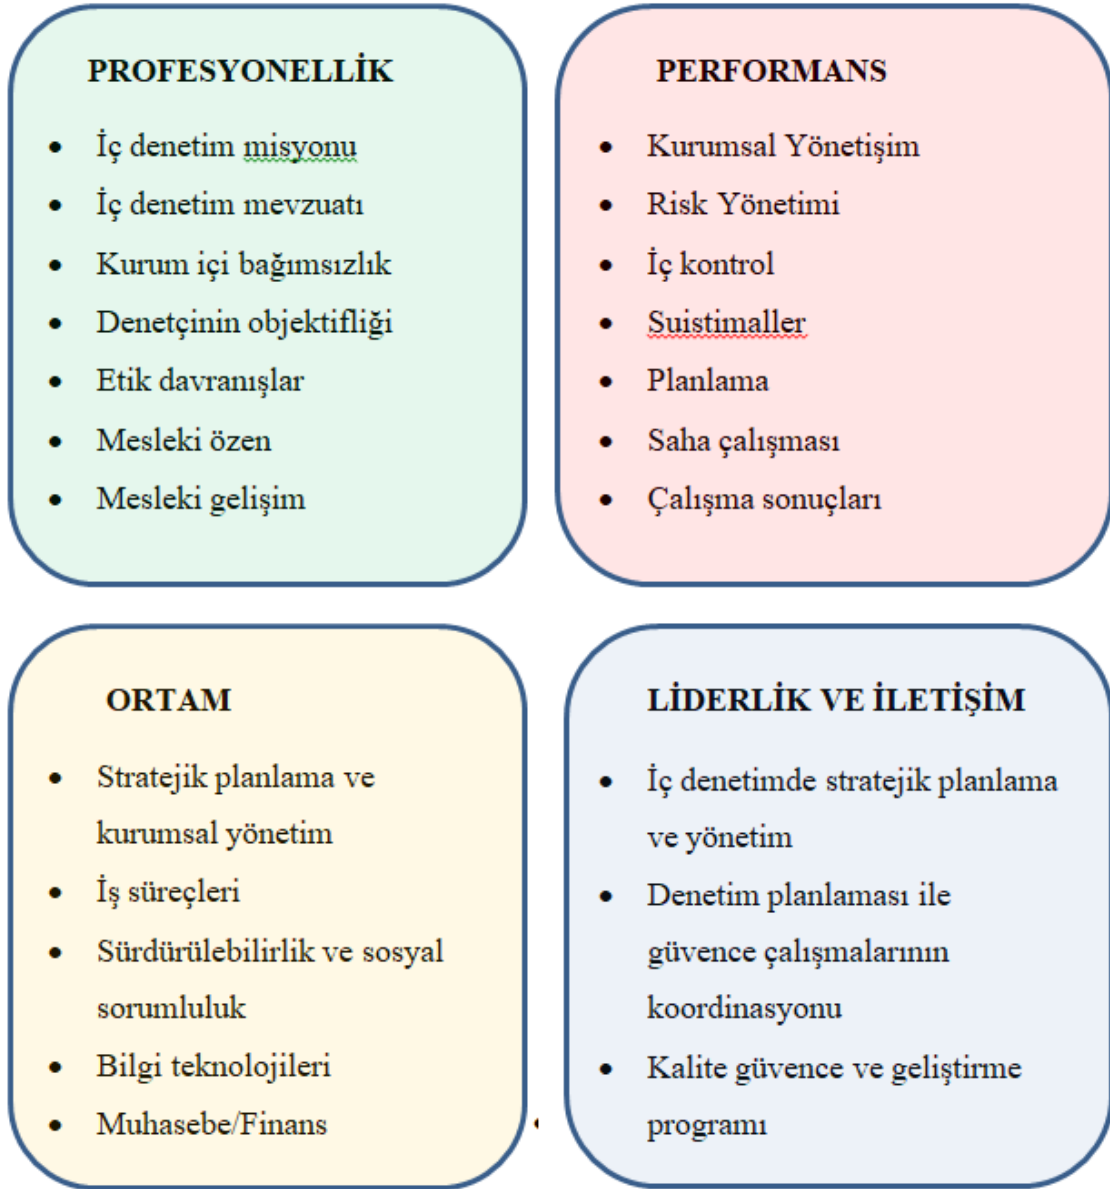 PROFESYONELLİK
• İç denetim misyonu
• İç denetim mevzuatı
• Kurum içi bağımsızlık
• Denetçinin objektifliği
• Etik davranışlar
• Mesleki özen
• Mesleki gelişim
PERFORMANS
• Kurumsal Yönetişim
• Risk Yönetimi
• İç kontrol
• Suistimaller
• Planlama
• Saha çalışması
• Çalışma sonuçları
ORTAM
• Stratejik planlama ve
kurumsal yönetim
• İş süreçleri
• Sürdürülebilirlik ve sosyal
sorumluluk
• Bilgi teknolojileri
• Muhasebe/Finans
LİDERLİK VE İLETİŞİM
• İç denetimde stratejik planlama
ve yönetim
• Denetim planlaması ile
güvence çalışmalarının
koordinasyonu
• Kalite güvence ve geliştirme
programı